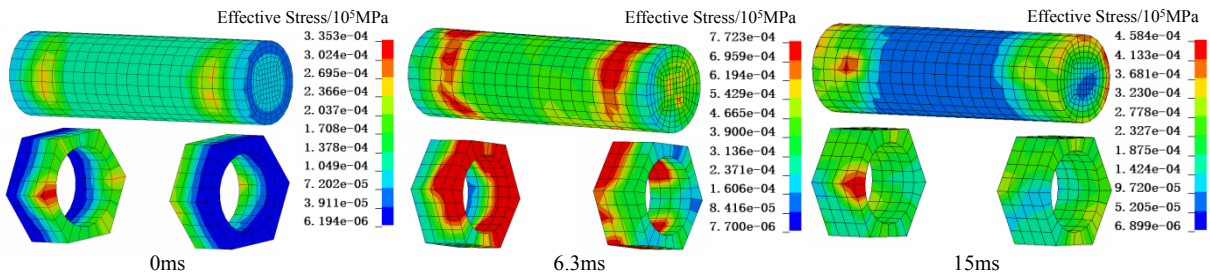 Effective Stress/10⁵MPa
3.353e-04
3.024e-04
2.695e-04
2.366e-04
2.037e-04
1.708e-04
1.378e-04
1.049e-04
7.202e-05
3.911e-05
6.194e-06
0ms
Effective Stress/10⁵MPa
7.723e-04
6.959e-04
6.194e-04
5.429e-04
4.665e-04
3.900e-04
3.136e-04
2.371e-04
1.606e-04
8.416e-05
7.700e-06
6.3ms
Effective Stress/10⁵MPa
4.584e-04
4.133e-04
3.681e-04
3.230e-04
2.778e-04
2.327e-04
1.875e-04
1.424e-04
9.720e-05
5.205e-05
6.899e-06
15ms